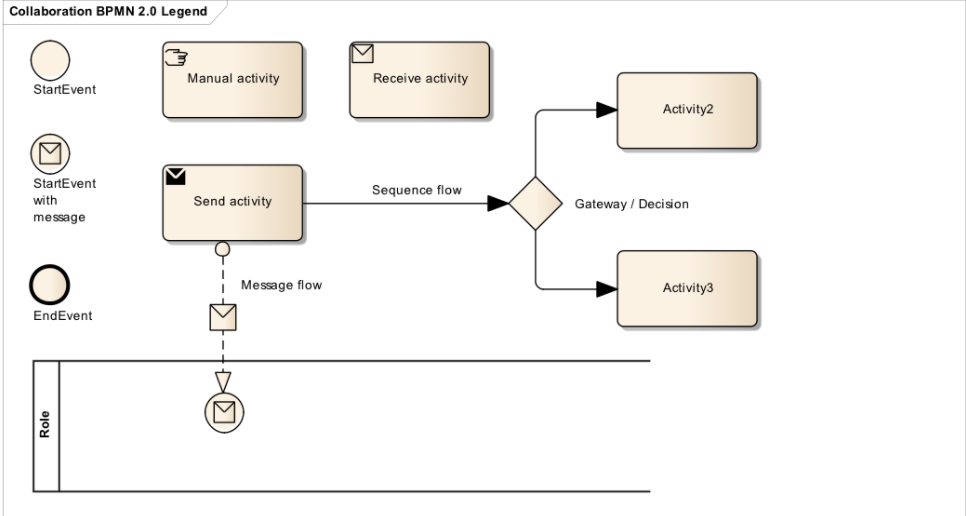 Collaboration BPMN 2.0 Legend
StartEvent
Manual activity
Receive activity
Activity2
StartEvent
with
message
Send activity
Sequence flow
Gateway / Decision
Message flow
Activity3
EndEvent
Role